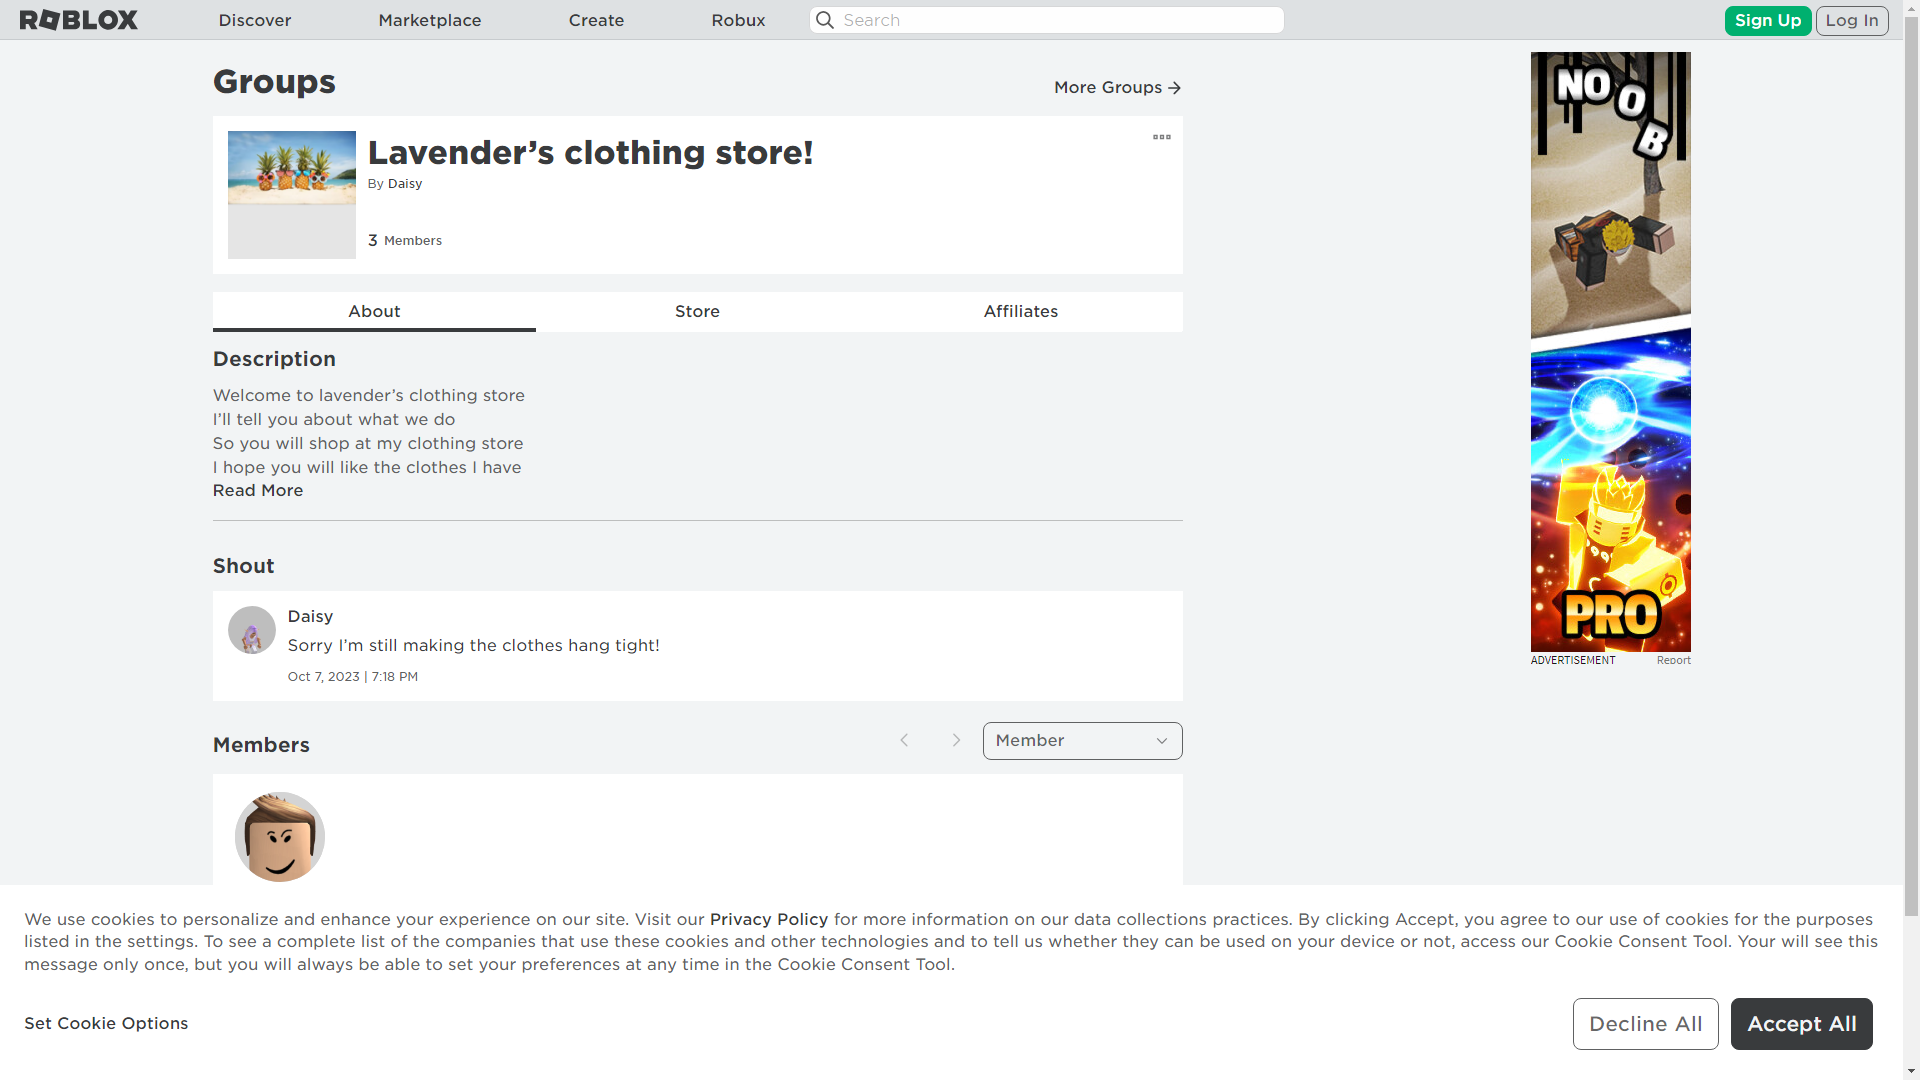 ROBLOX
Discover
Marketplace
Create
Robux
Search
Sign Up
Log In
Groups
More Groups
Lavender’s clothing store!
By Daisy
3 Members
About
Store
Affiliates
Description
Welcome to lavender’s clothing store
I’ll tell you about what we do
So you will shop at my clothing store
I hope you will like the clothes I have
Read More
Shout
Daisy
Sorry I’m still making the clothes hang tight!
Oct 7, 2023 | 7:18 PM
Members
Member
NOOB
PRO
ADVERTISEMENT
Report
We use cookies to personalize and enhance your experience on our site. Visit our Privacy Policy for more information on our data collections practices. By clicking Accept, you agree to our use of cookies for the purposes
listed in the settings. To see a complete list of the companies that use these cookies and other technologies and to tell us whether they can be used on your device or not, access our Cookie Consent Tool. Your will see this
message only once, but you will always be able to set your preferences at any time in the Cookie Consent Tool.
Set Cookie Options
Decline All
Accept All